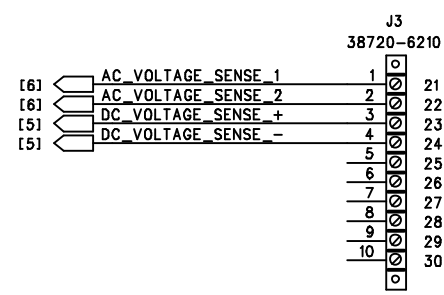 J3
38720-6210
[6] AC_VOLTAGE_SENSE_1 1 21
[6] AC_VOLTAGE_SENSE_2 2 22
[5] DC_VOLTAGE_SENSE_+ 3 23
[5] DC_VOLTAGE_SENSE_- 4 24
5 25
6 26
7 27
8 28
9 29
10 30